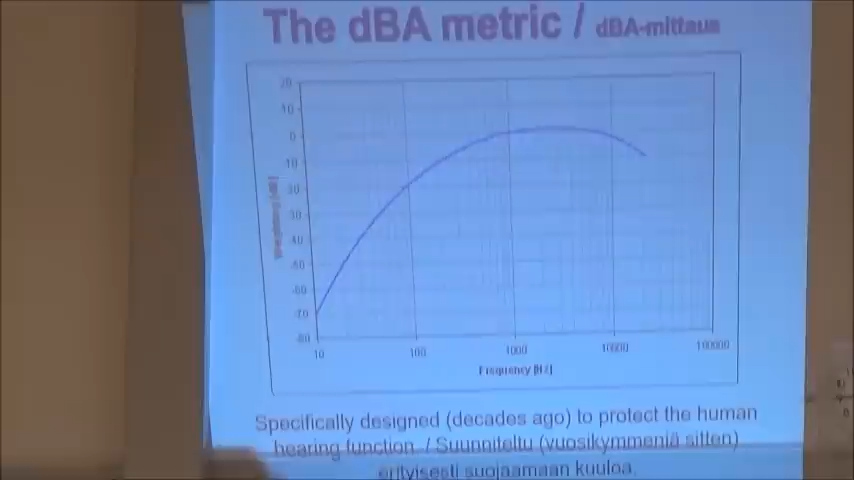 The dBA metric / dBA-mittaus
20
10
0
10
20
30
40
50
60
70
80
10 100 1000 10000 100000
Frequency [Hz]
Specifically designed (decades ago) to protect the human
hearing function. / Suunniteltu (vuosikymmeniä sitten)
erityisesti suojaamaan kuuloa.